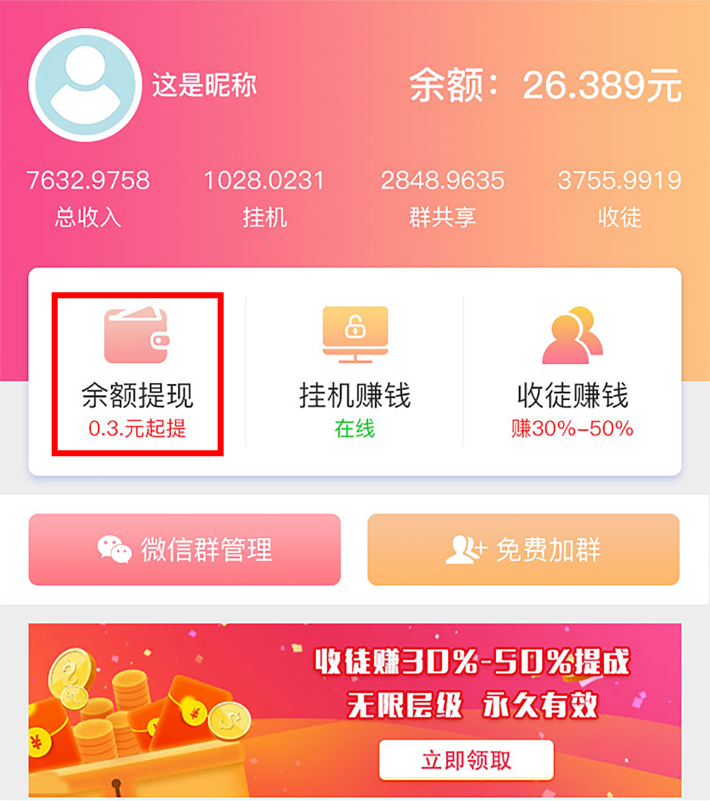 这是昵称
余额：26.389元
7632.9758 1028.0231 2848.9635 3755.9919
总收入 挂机 群共享 收徒
余额提现 挂机赚钱 收徒赚钱
0.3.元起提 在线 赚30%-50%
微信群管理 免费加群
收徒赚30%-50%提成
无限层级 永久有效
立即领取